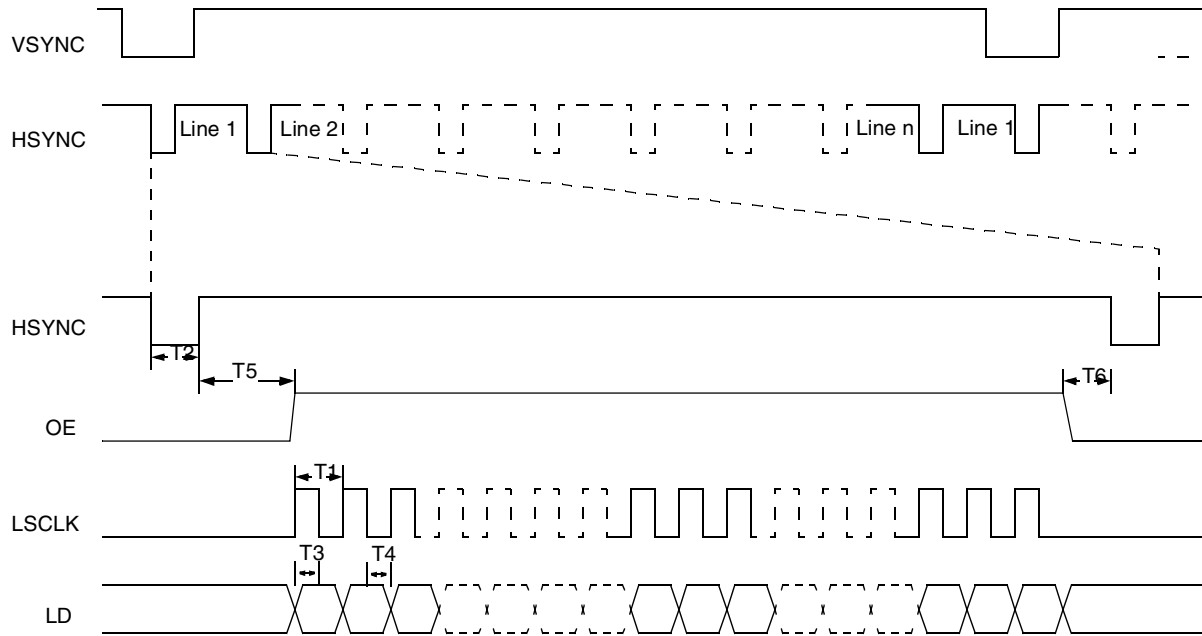 VSYNC
HSYNC
Line 1
Line 2
Line n
Line 1
HSYNC
T2
T5
T6
OE
T1
LSCLK
T3
T4
LD